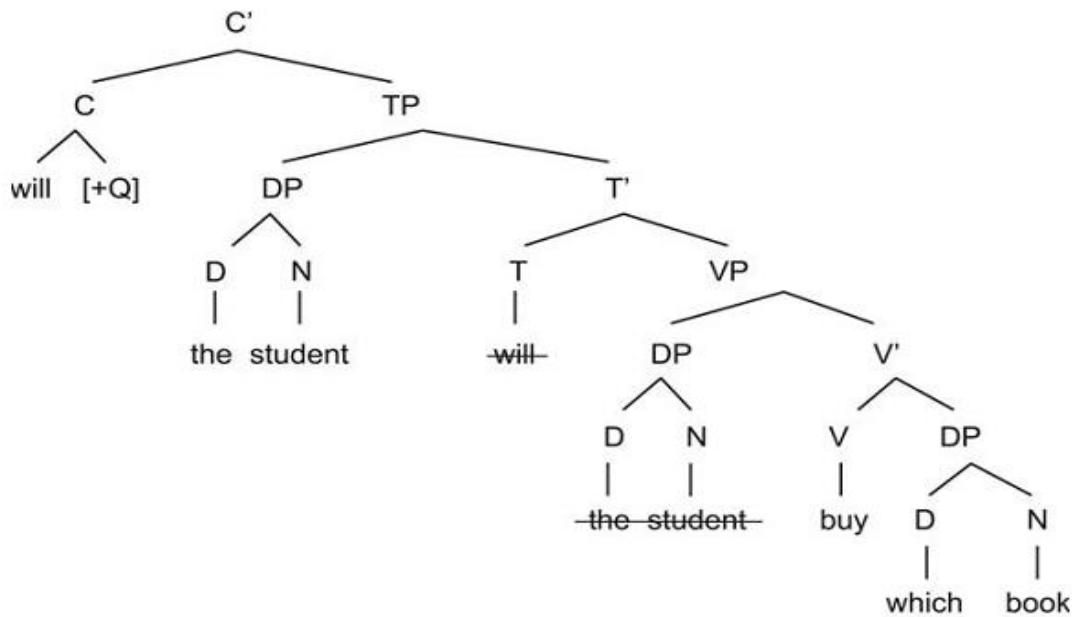 C'
C TP
will [+Q] DP T'
D N T VP
the student will DP V'
D N V DP
the student buy D N
which book